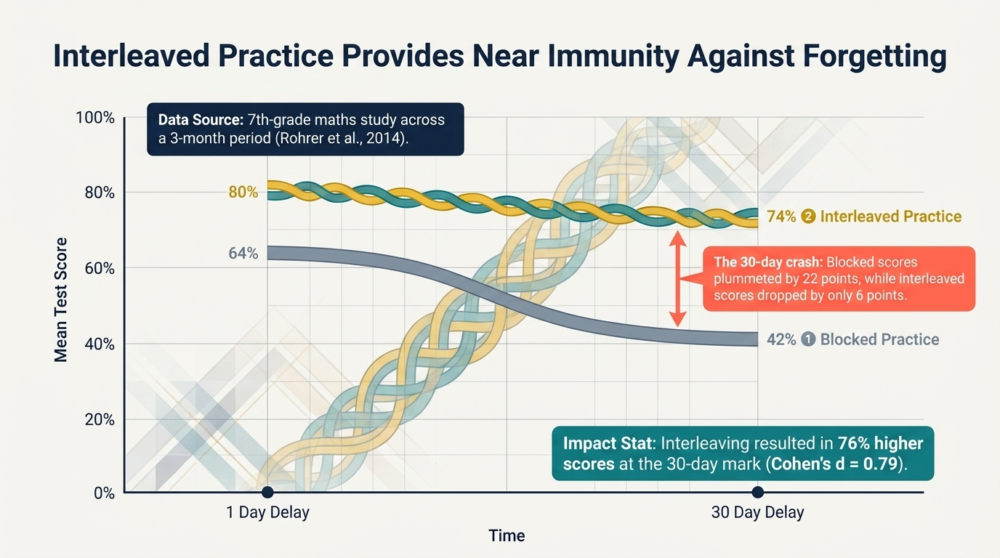 Interleaved Practice Provides Near Immunity Against Forgetting
Data Source: 7th-grade maths study across
a 3-month period (Rohrer et al., 2014).
100%
80%
60%
40%
20%
0%
Mean Test Score
80%
64%
74% 2 Interleaved Practice
The 30-day crash: Blocked scores
plummeted by 22 points, while interleaved
scores dropped by only 6 points.
42% 1 Blocked Practice
Impact Stat: Interleaving resulted in 76% higher
scores at the 30-day mark (Cohen's d = 0.79).
1 Day Delay
30 Day Delay
Time